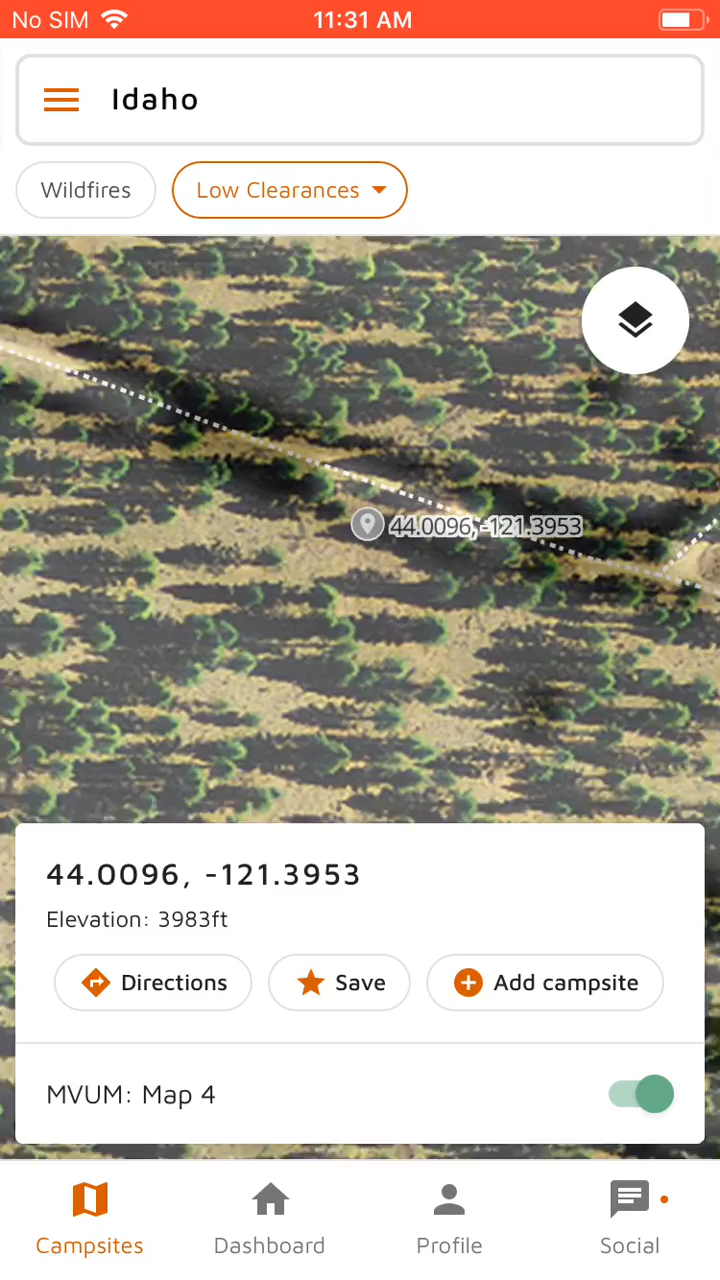 No SIM 11:31 AM
Idaho
Wildfires Low Clearances
44.0096, -121.3953
44.0096, -121.3953
Elevation: 3983ft
Directions Save Add campsite
MVUM: Map 4
Campsites Dashboard Profile Social